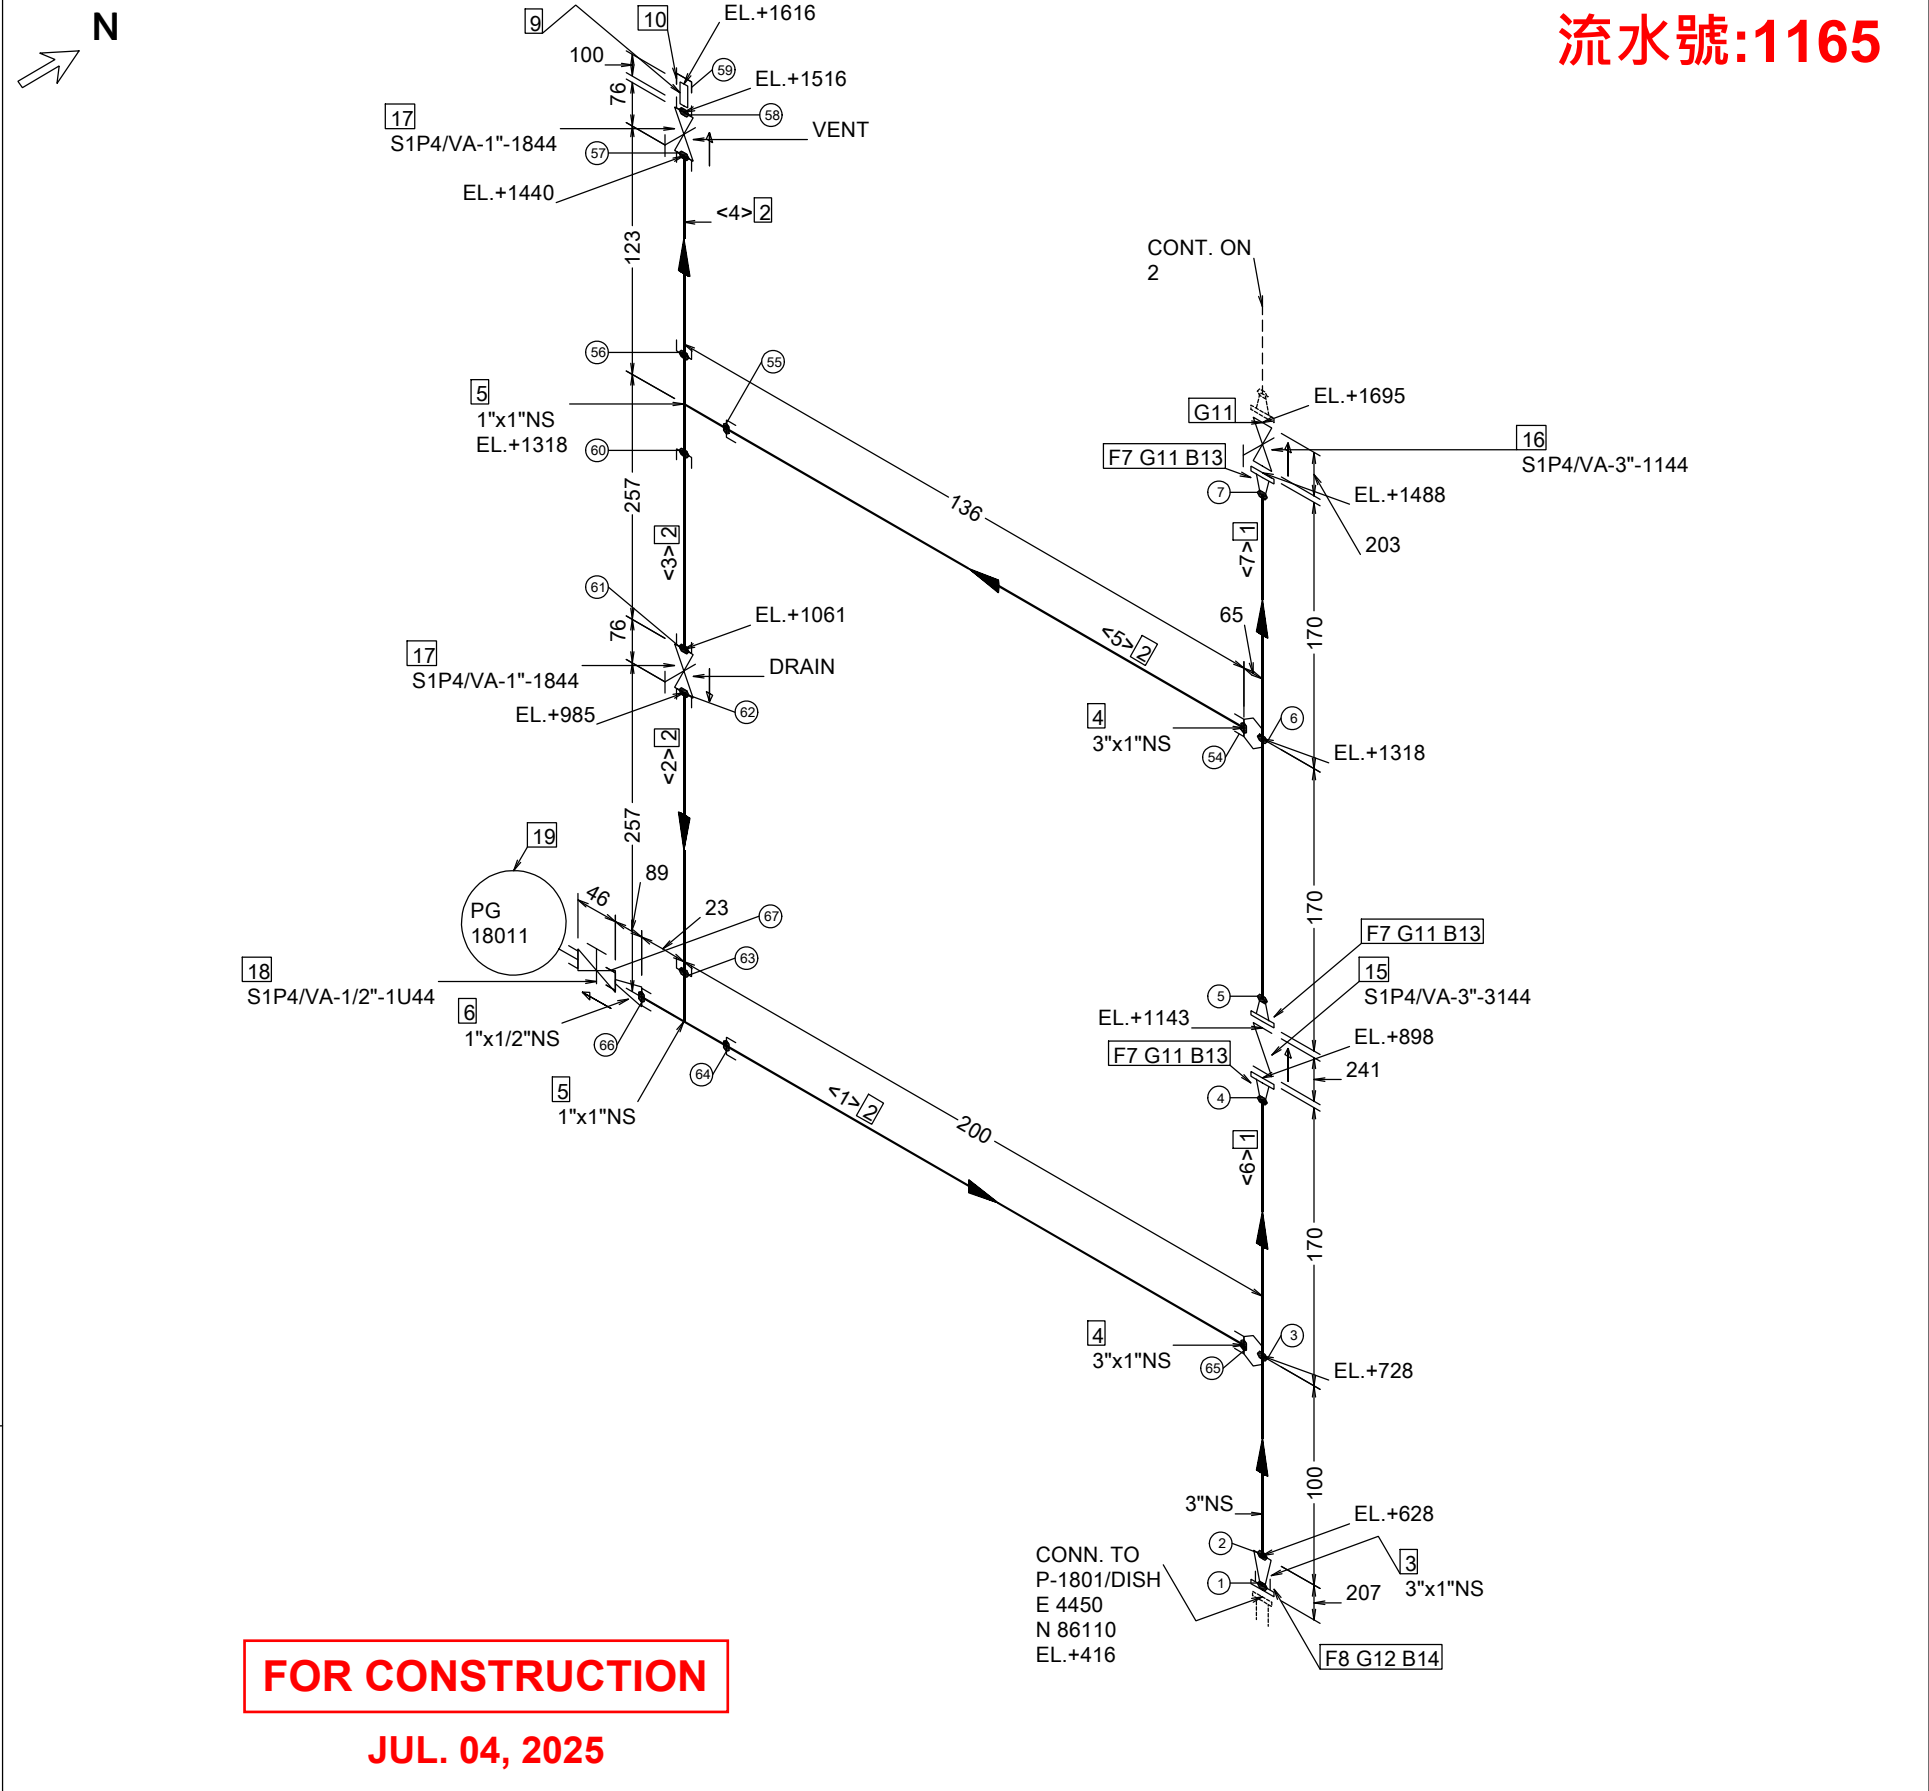 N
流水號:1165
9
10
EL.+1616
100
59
EL.+1516
76
58
17
S1P4/VA-1"-1844
VENT
57
EL.+1440
<4> 2
123
CONT. ON
2
56
55
5
1"x1"NS
EL.+1318
60
EL.+1695
G11
16
S1P4/VA-3"-1144
F7 G11 B13
EL.+1488
7
203
257
136
<3> 2
<7> 1
170
61
EL.+1061
65
76
17
S1P4/VA-1"-1844
DRAIN
<5> 2
EL.+985
62
4
3"x1"NS
6
54
EL.+1318
<2> 2
257
19
PG
18011
46
89
23
67
63
170
F7 G11 B13
18
S1P4/VA-1/2"-1U44
15
S1P4/VA-3"-3144
5
6
1"x1/2"NS
66
EL.+1143
EL.+898
F7 G11 B13
64
241
5
1"x1"NS
4
<1> 2
200
<6> 1
170
4
3"x1"NS
3
65
EL.+728
100
3"NS
EL.+628
2
CONN. TO
P-1801/DISH
E 4450
N 86110
EL.+416
1
3
3"x1"NS
207
F8 G12 B14
FOR CONSTRUCTION
JUL. 04, 2025